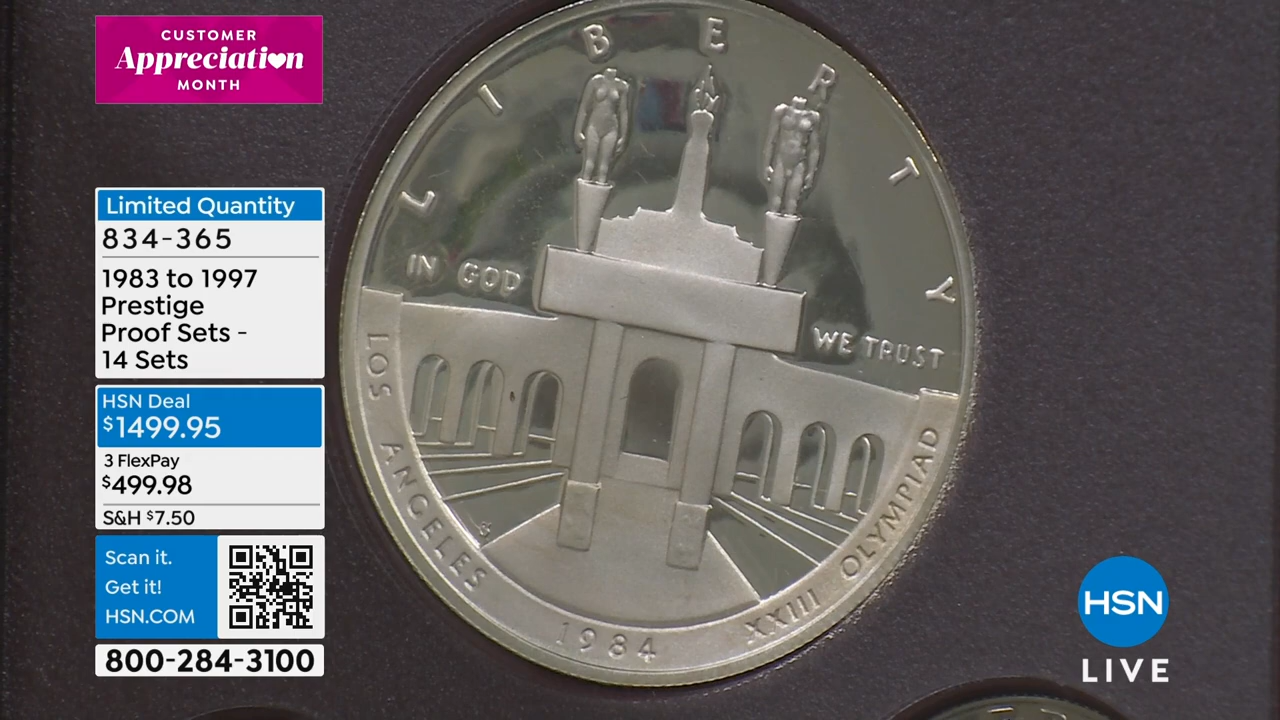 CUSTOMER
Appreciation
MONTH
Limited Quantity
834-365
1983 to 1997
Prestige
Proof Sets -
14 Sets
HSN Deal
$1499.95
3 FlexPay
$499.98
S&H $7.50
Scan it.
Get it!
HSN.COM
800-284-3100
LIBERTY
IN GOD WE TRUST
LOS ANGELES
1984
XXIII OLYMPIAD
HSN
LIVE